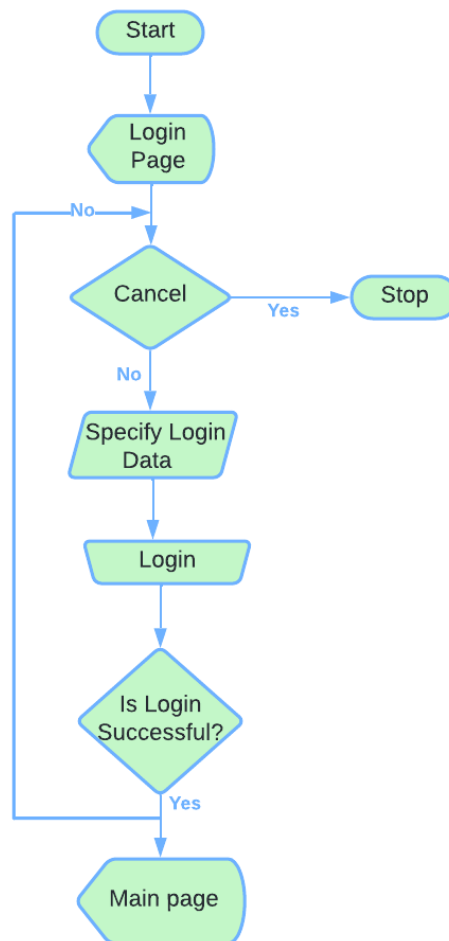 Start
Login
Page
No
Cancel
Yes
Stop
No
Specify Login
Data
Login
Is Login
Successful?
Yes
Main page